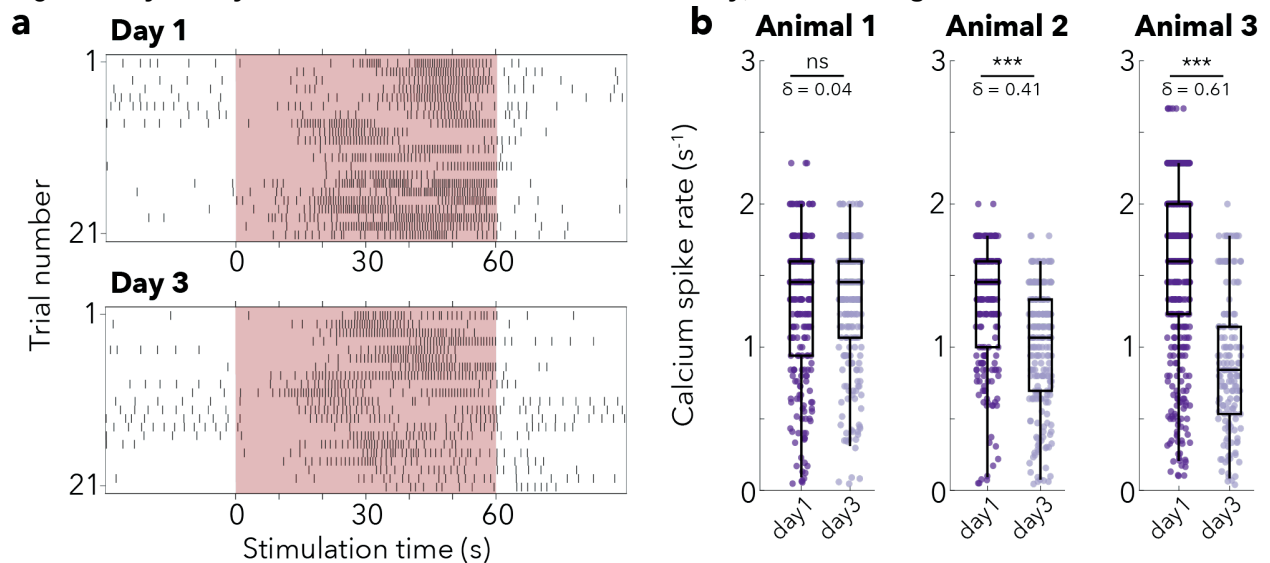 a
Day 1
1
21
0 30 60
Day 3
1
21
0 30 60
Trial number
Stimulation time (s)
b
Animal 1 Animal 2 Animal 3
ns *** ***
δ = 0.04 δ = 0.41 δ = 0.61
Calcium spike rate (s⁻¹)
3 3 3
2 2 2
1 1 1
0 0 0
day1 day3 day1 day3 day1 day3